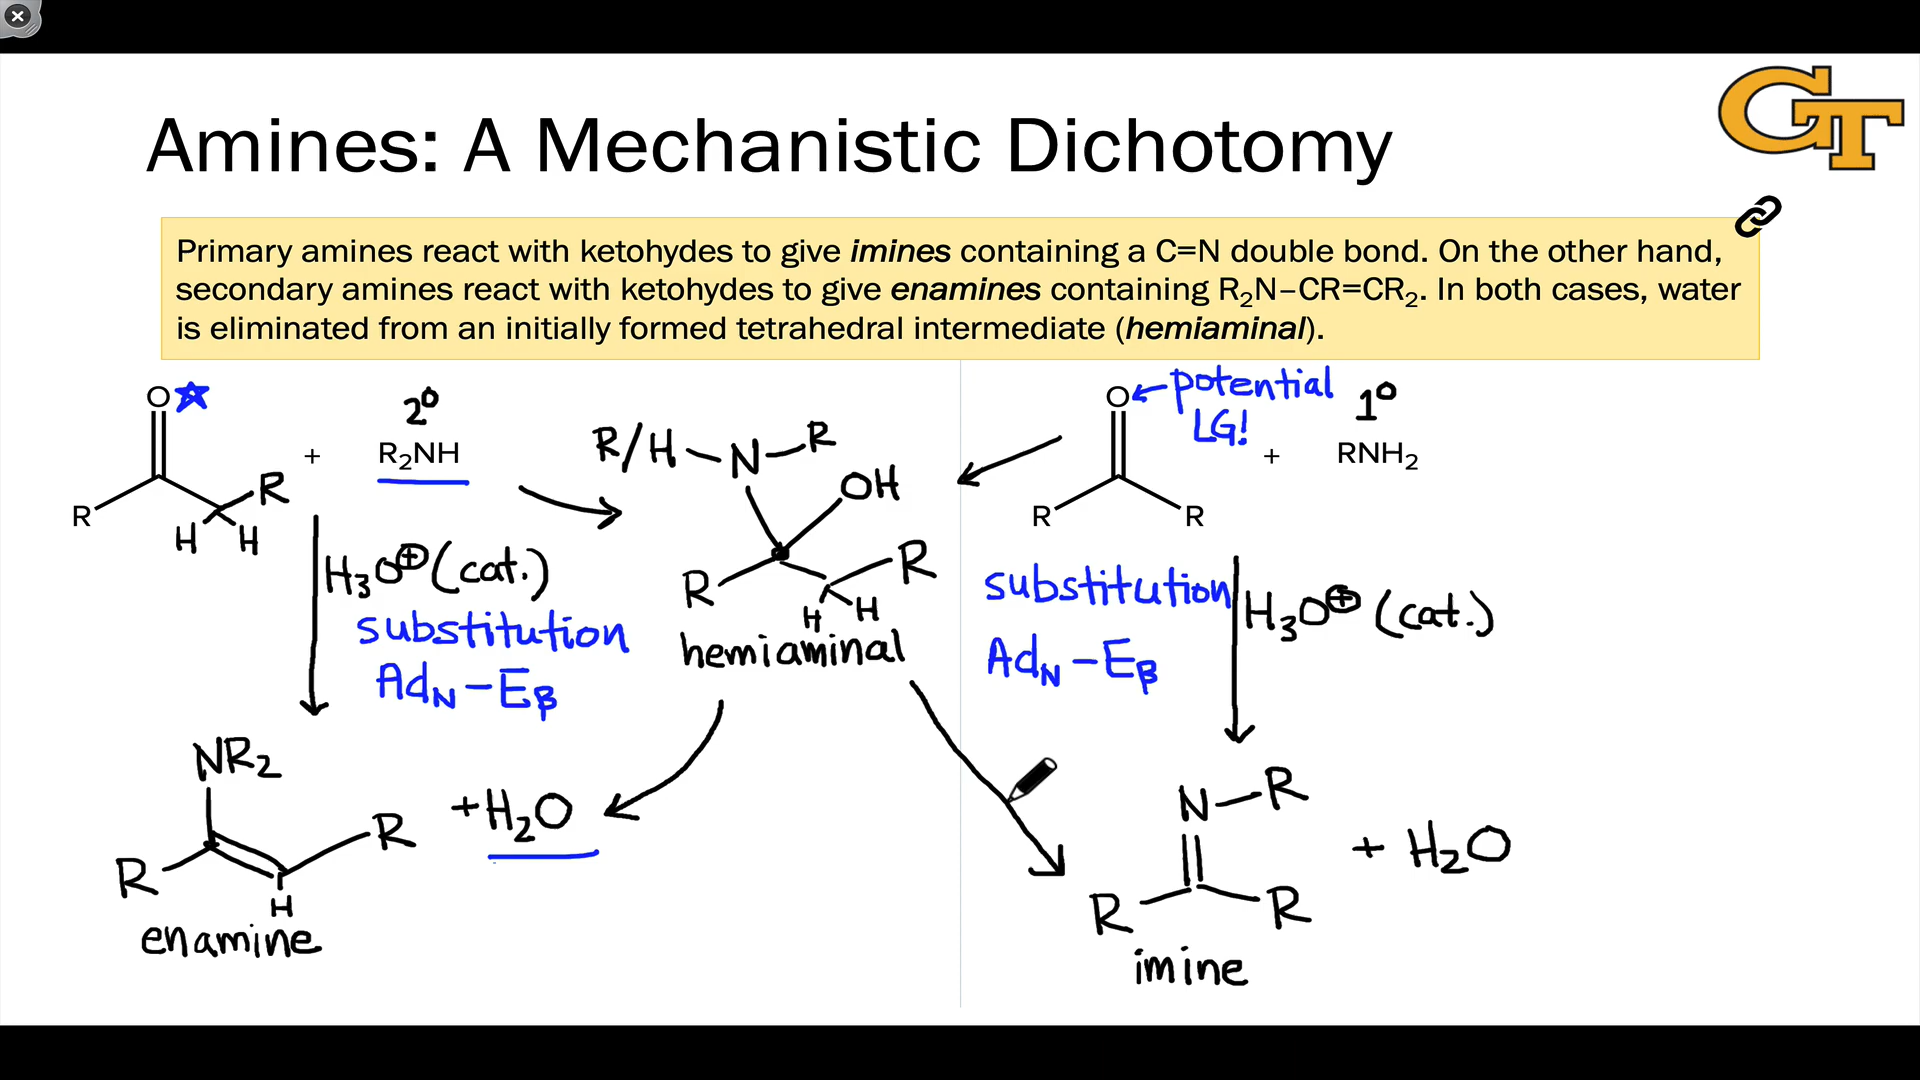 GT
Amines: A Mechanistic Dichotomy
Primary amines react with ketohydes to give imines containing a C=N double bond. On the other hand,
secondary amines react with ketohydes to give enamines containing R₂N–CR=CR₂. In both cases, water
is eliminated from an initially formed tetrahedral intermediate (hemiaminal).
O
R
R
H H
+
2°
R₂NH
H₃O⊕ (cat.)
substitution
AdN – Eβ
NR₂
R
R
H
+ H₂O
enamine
R/H – N – R
OH
R
R
H H
hemiaminal
O ← potential
LG!
R
R
+
1°
RNH₂
substitution
AdN – Eβ
H₃O⊕ (cat.)
N – R
R
R
+ H₂O
imine